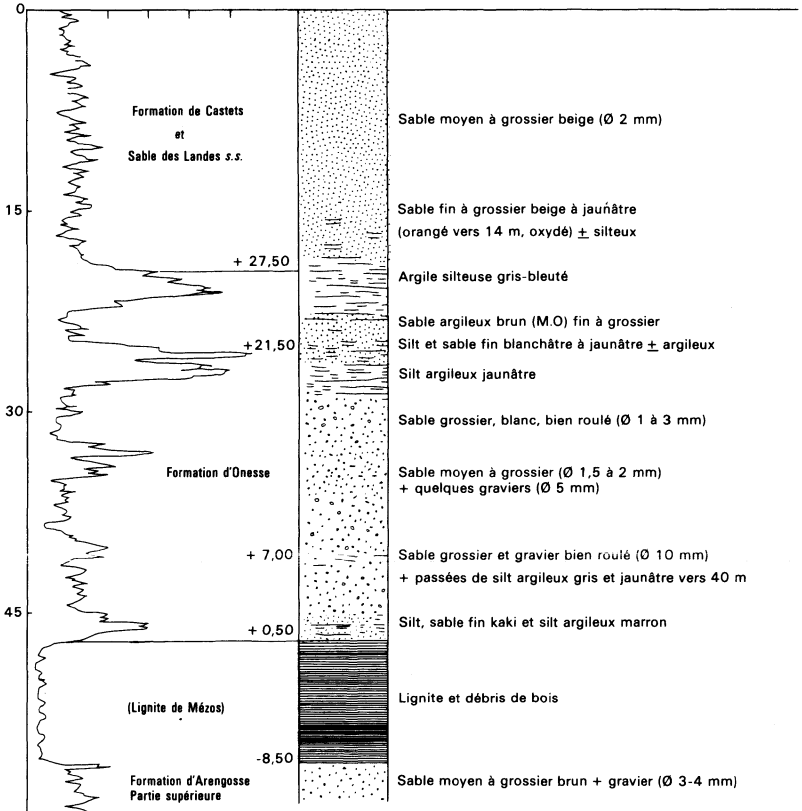 0
Formation de Castets
et
Sable des Landes s.s.
Sable moyen à grossier beige (Ø 2 mm)
15
Sable fin à grossier beige à jaunâtre
(orangé vers 14 m, oxydé) ± silteux
+ 27,50
Argile silteuse gris-bleuté
Sable argileux brun (M.O) fin à grossier
+21,50
Silt et sable fin blanchâtre à jaunâtre ± argileux
Silt argileux jaunâtre
30
Sable grossier, blanc, bien roulé (Ø 1 à 3 mm)
Formation d'Onesse
Sable moyen à grossier (Ø 1,5 à 2 mm)
+ quelques graviers (Ø 5 mm)
+ 7,00
Sable grossier et gravier bien roulé (Ø 10 mm)
+ passées de silt argileux gris et jaunâtre vers 40 m
45
+ 0,50
Silt, sable fin kaki et silt argileux marron
(Lignite de Mézos)
Lignite et débris de bois
-8,50
Formation d'Arengosse
Partie supérieure
Sable moyen à grossier brun + gravier (Ø 3-4 mm)